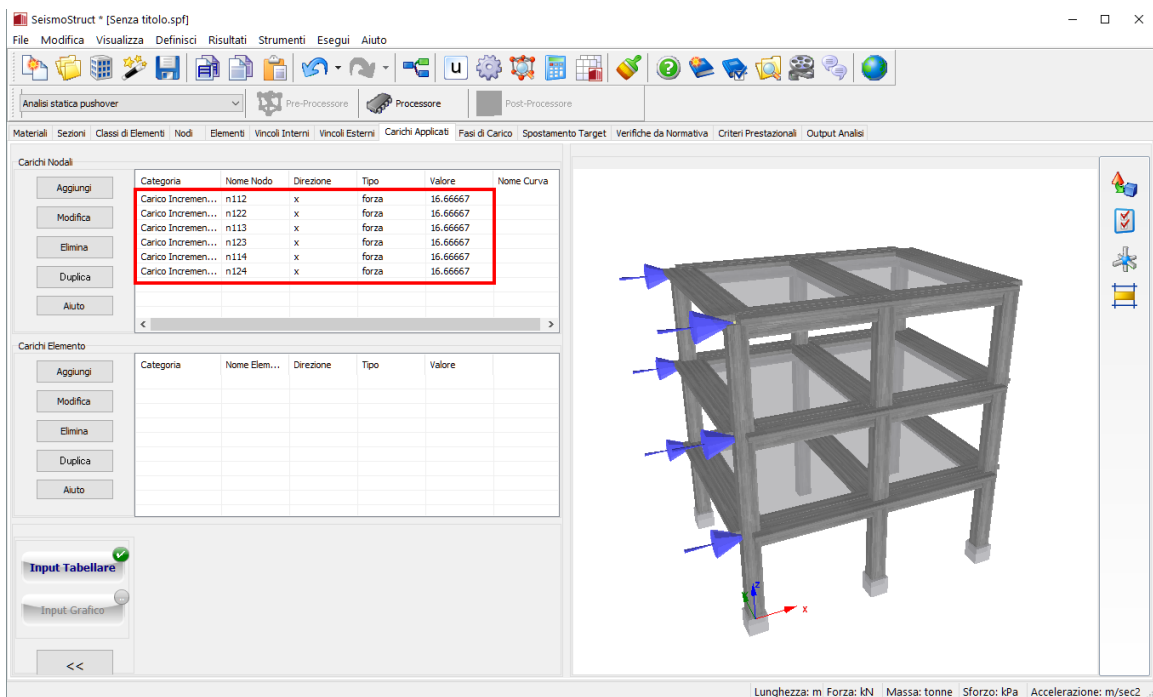 SeismoStruct * [Senza titolo.spf]
File Modifica Visualizza Definisci Risultati Strumenti Esegui Aiuto
u
Analisi statica pushover
Pre-Processore
Processore
Post-Processore
Materiali Sezioni Classi di Elementi Nodi Elementi Vincoli Interni Vincoli Esterni Carichi Applicati Fasi di Carico Spostamento Target Verifiche da Normativa Criteri Prestazionali Output Analisi
Carichi Nodali
Aggiungi
Modifica
Elimina
Duplica
Aiuto
Categoria Nome Nodo Direzione Tipo Valore Nome Curva
Carico Incremen... n112 x forza 16.66667
Carico Incremen... n122 x forza 16.66667
Carico Incremen... n113 x forza 16.66667
Carico Incremen... n123 x forza 16.66667
Carico Incremen... n114 x forza 16.66667
Carico Incremen... n124 x forza 16.66667
Carichi Elemento
Aggiungi
Modifica
Elimina
Duplica
Aiuto
Categoria Nome Elem... Direzione Tipo Valore
Input Tabellare
Input Grafico
<<
z
x
Lunghezza: m Forza: kN Massa: tonne Sforzo: kPa Accelerazione: m/sec2